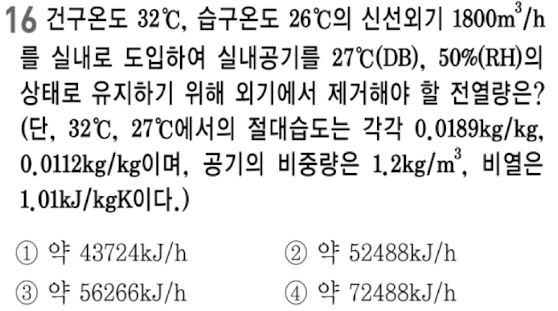 16 건구온도 32℃, 습구온도 26℃의 신선외기 1800m³/h
를 실내로 도입하여 실내공기를 27℃(DB), 50%(RH)의
상태로 유지하기 위해 외기에서 제거해야 할 전열량은?
(단, 32℃, 27℃에서의 절대습도는 각각 0.0189kg/kg,
0.0112kg/kg이며, 공기의 비중량은 1.2kg/m³, 비열은
1.01kJ/kgK이다.)
① 약 43724kJ/h ② 약 52488kJ/h
③ 약 56266kJ/h ④ 약 72488kJ/h